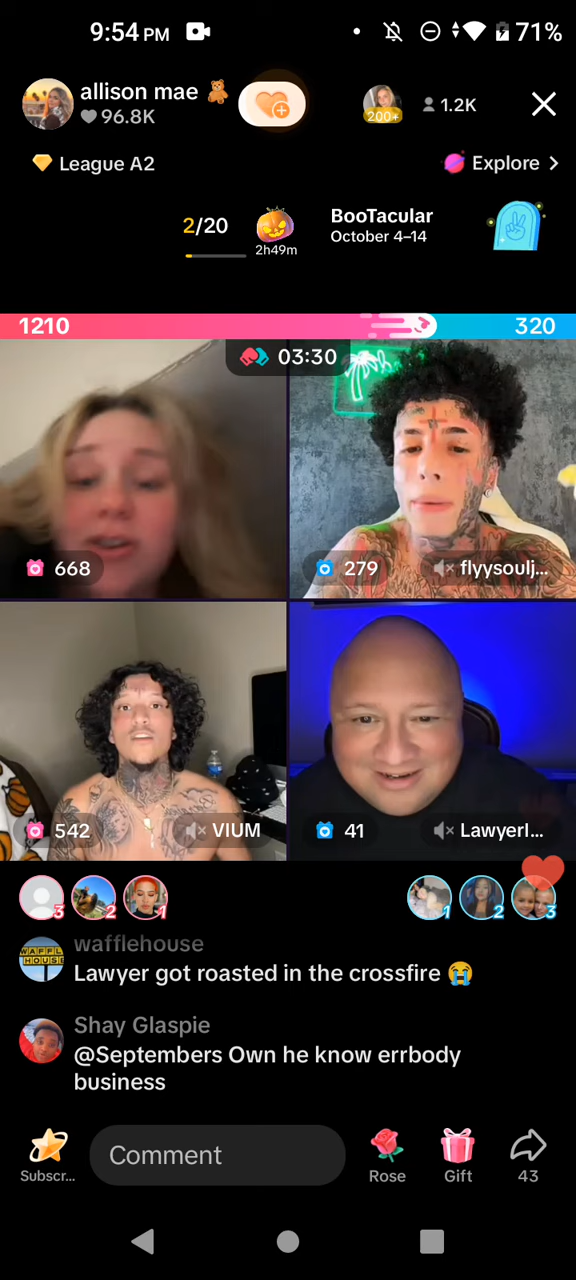 9:54 PM
71%
allison mae
96.8K
200+
1.2K
League A2
Explore
2/20
2h49m
BooTacular
October 4–14
1210
320
03:30
668
279
flyysoulj...
542
VIUM
41
Lawyerl...
3
2
1
1
2
3
wafflehouse
Lawyer got roasted in the crossfire 😭
WAFFLE
HOUSE
Shay Glaspie
@Septembers Own he know errbody
business
Subscr...
Comment
Rose
Gift
43